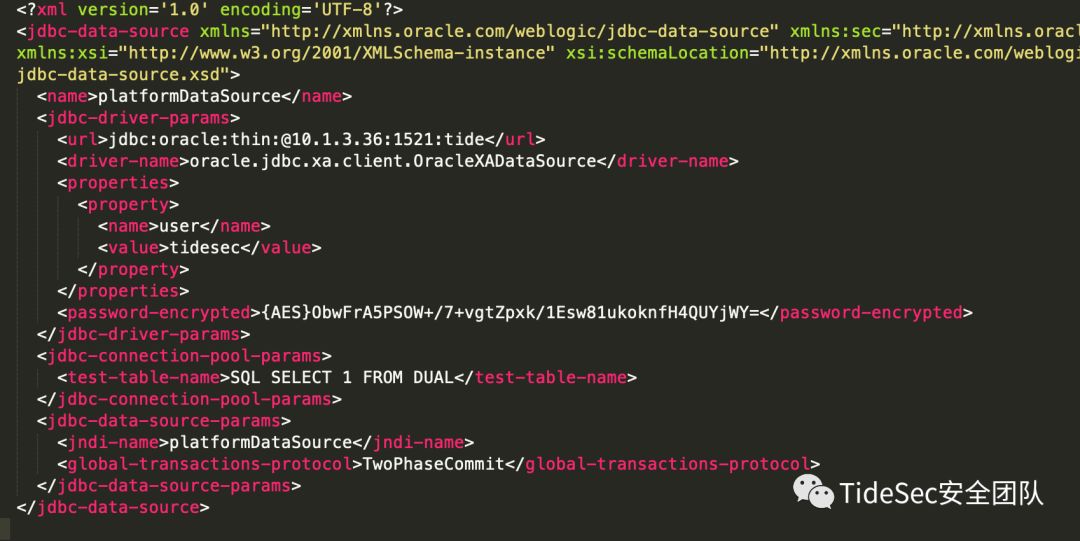 <?xml version='1.0' encoding='UTF-8'?>
<jdbc-data-source xmlns="http://xmlns.oracle.com/weblogic/jdbc-data-source" xmlns:sec="http://xmlns.oracl
xmlns:xsi="http://www.w3.org/2001/XMLSchema-instance" xsi:schemaLocation="http://xmlns.oracle.com/weblogi
jdbc-data-source.xsd">
<name>platformDataSource</name>
<jdbc-driver-params>
<url>jdbc:oracle:thin:@10.1.3.36:1521:tide</url>
<driver-name>oracle.jdbc.xa.client.OracleXADataSource</driver-name>
<properties>
<property>
<name>user</name>
<value>tidesec</value>
</property>
</properties>
<password-encrypted>{AES}ObwFrA5PSOW+/7+vgtZpxk/1Esw81ukoknfH4QUYjWY=</password-encrypted>
</jdbc-driver-params>
<jdbc-connection-pool-params>
<test-table-name>SQL SELECT 1 FROM DUAL</test-table-name>
</jdbc-connection-pool-params>
<jdbc-data-source-params>
<jndi-name>platformDataSource</jndi-name>
<global-transactions-protocol>TwoPhaseCommit</global-transactions-protocol>
</jdbc-data-source-params>
</jdbc-data-source>
TideSec安全团队